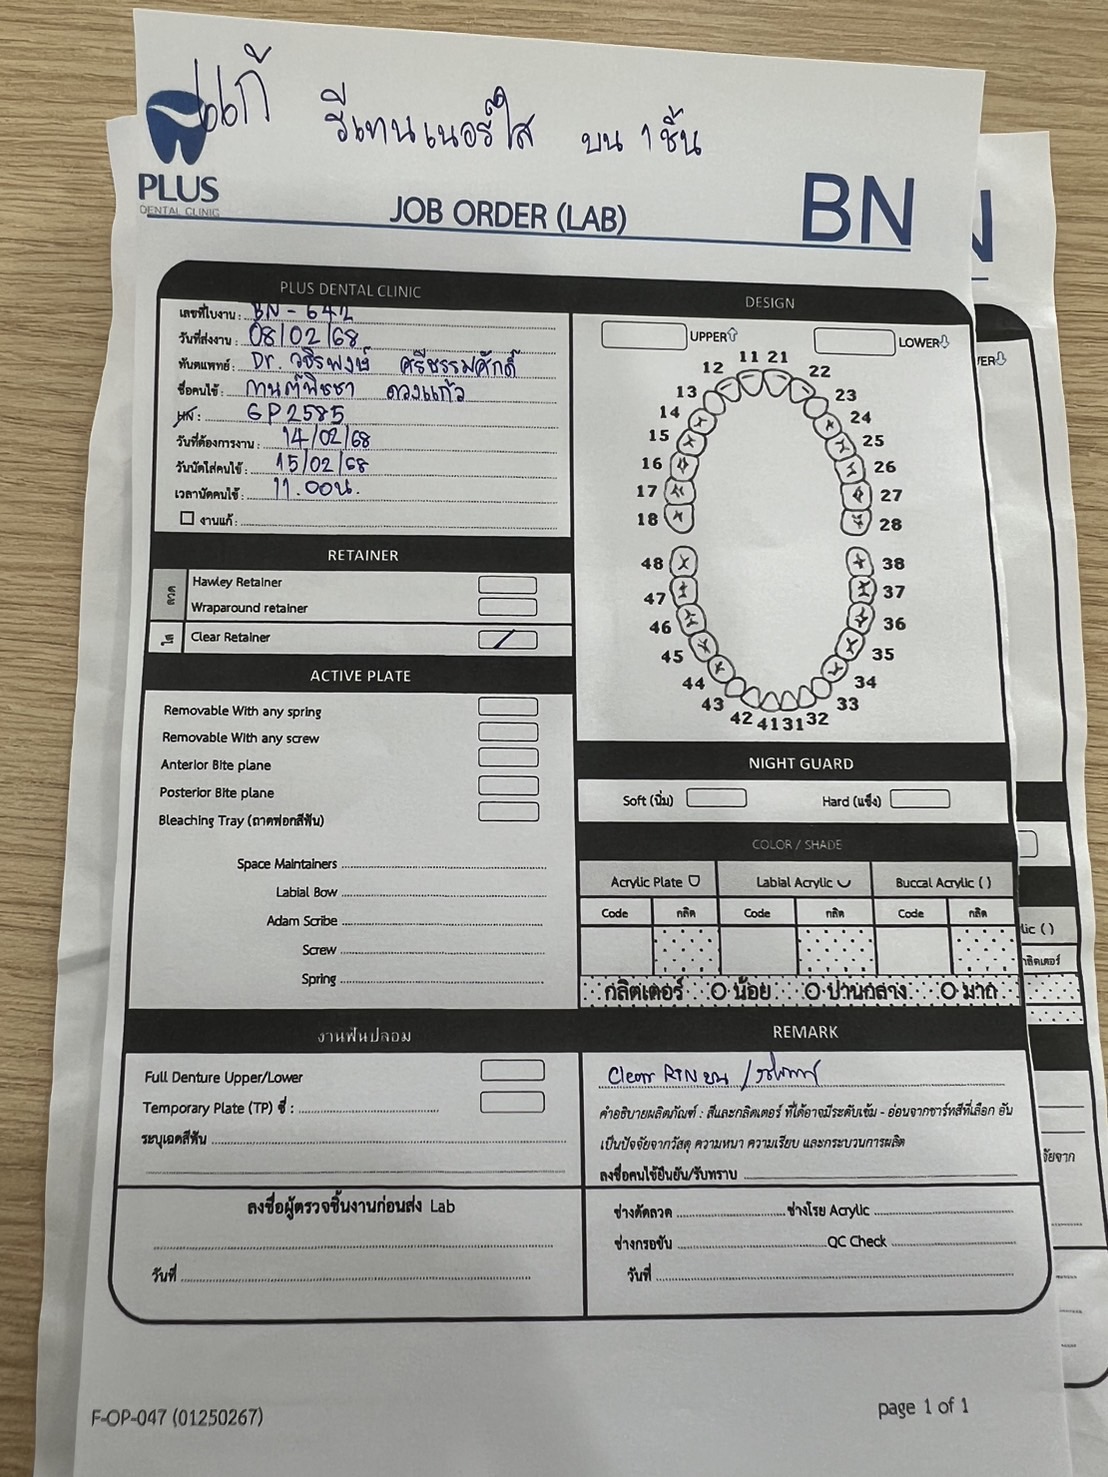 แก้ รีเทนเนอร์ใส บน 1 ชิ้น
PLUS
DENTAL CLINIC
JOB ORDER (LAB)
BN
PLUS DENTAL CLINIC
เลขที่ใบงาน : BN - 642
วันที่ส่งงาน : 08/02/68
ทันตแพทย์ : Dr. วชิรพงษ์ ศรีธรรมศักดิ์
ชื่อคนไข้ : กานต์พิชชา ดวงแก้ว
HN : GP2585
วันที่ต้องการงาน : 14/02/68
วันนัดใส่คนไข้ : 15/02/68
เวลานัดคนไข้ : 11.00น.
งานแก้ :
DESIGN
UPPER
LOWER
11 21
12 22
13 23
14 24
15 25
16 26
17 27
18 28
48 38
47 37
46 36
45 35
44 34
43 33
42 41 31 32
RETAINER
ลวด
Hawley Retainer
Wraparound retainer
ใส
Clear Retainer
ACTIVE PLATE
Removable With any spring
Removable With any screw
Anterior Bite plane
Posterior Bite plane
Bleaching Tray (ถาดฟอกสีฟัน)
Space Maintainers
Labial Bow
Adam Scribe
Screw
Spring
NIGHT GUARD
Soft (นิ่ม)
Hard (แข็ง)
COLOR / SHADE
Acrylic Plate
Labial Acrylic
Buccal Acrylic ( )
Code กลิต Code กลิต Code กลิต
กลิตเตอร์ น้อย ปานกลาง มาก
งานฟันปลอม
Full Denture Upper/Lower
Temporary Plate (TP) ซี่ :
ระบุเฉดสีฟัน
REMARK
Clear RTN บน /
คำอธิบายผลิตภัณฑ์ : สีและกลิตเตอร์ ที่ได้อาจมีระดับเข้ม - อ่อนจากชาร์ทสีที่เลือก อัน
เป็นปัจจัยจากวัสดุ ความหนา ความเรียบ และกระบวนการผลิต
ลงชื่อคนไข้ยืนยัน/รับทราบ
ลงชื่อผู้ตรวจชิ้นงานก่อนส่ง Lab
วันที่
ช่างดัดลวด ช่างโรย Acrylic
ช่างกรอขัน QC Check
วันที่
F-OP-047 (01250267)
page 1 of 1
N
VER
lic ( )
กลิตเตอร์
จัยจาก